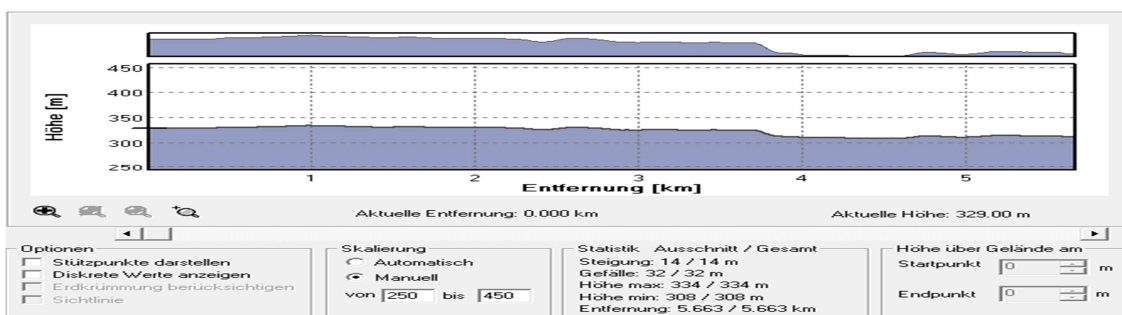 450
400
350
300
250
Höhe [m]
1 2 3 4 5
Entfernung [km]
Aktuelle Entfernung: 0.000 km
Aktuelle Höhe: 329.00 m
Optionen
Stützpunkte darstellen
Diskrete Werte anzeigen
Erdkrümmung berücksichtigen
Sichtlinie
Skalierung
Automatisch
Manuell
von 250 bis 450
Statistik Ausschnitt / Gesamt
Steigung: 14 / 14 m
Gefälle: 32 / 32 m
Höhe max: 334 / 334 m
Höhe min: 308 / 308 m
Entfernung: 5.663 / 5.663 km
Höhe über Gelände am
Startpunkt 0 m
Endpunkt 0 m